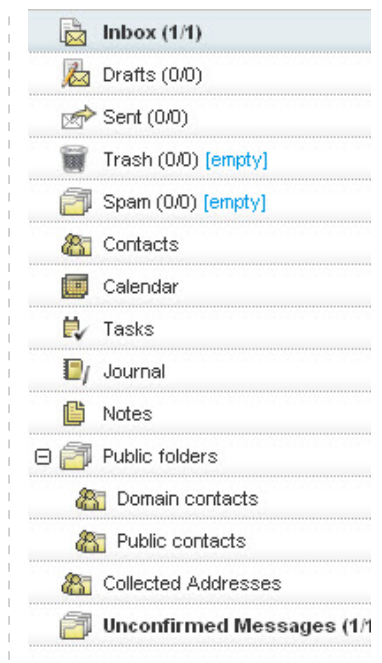 Inbox (1/1)
Drafts (0/0)
Sent (0/0)
Trash (0/0) [empty]
Spam (0/0) [empty]
Contacts
Calendar
Tasks
Journal
Notes
Public folders
Domain contacts
Public contacts
Collected Addresses
Unconfirmed Messages (1/1